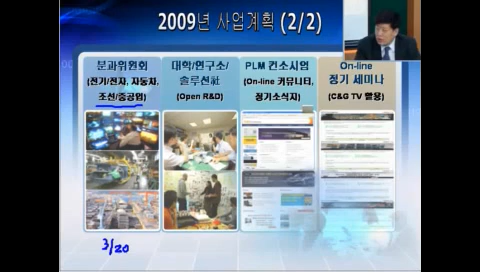 2009년 사업계획 (2/2)
분과위원회
(전기/전자, 자동차,
조선/중공업)
대학/연구소/
솔루션社
(Open R&D)
PLM 컨소시엄
(On-line 커뮤니티,
정기소식지)
On-line
정기 세미나
(C&G TV 활용)
3/20